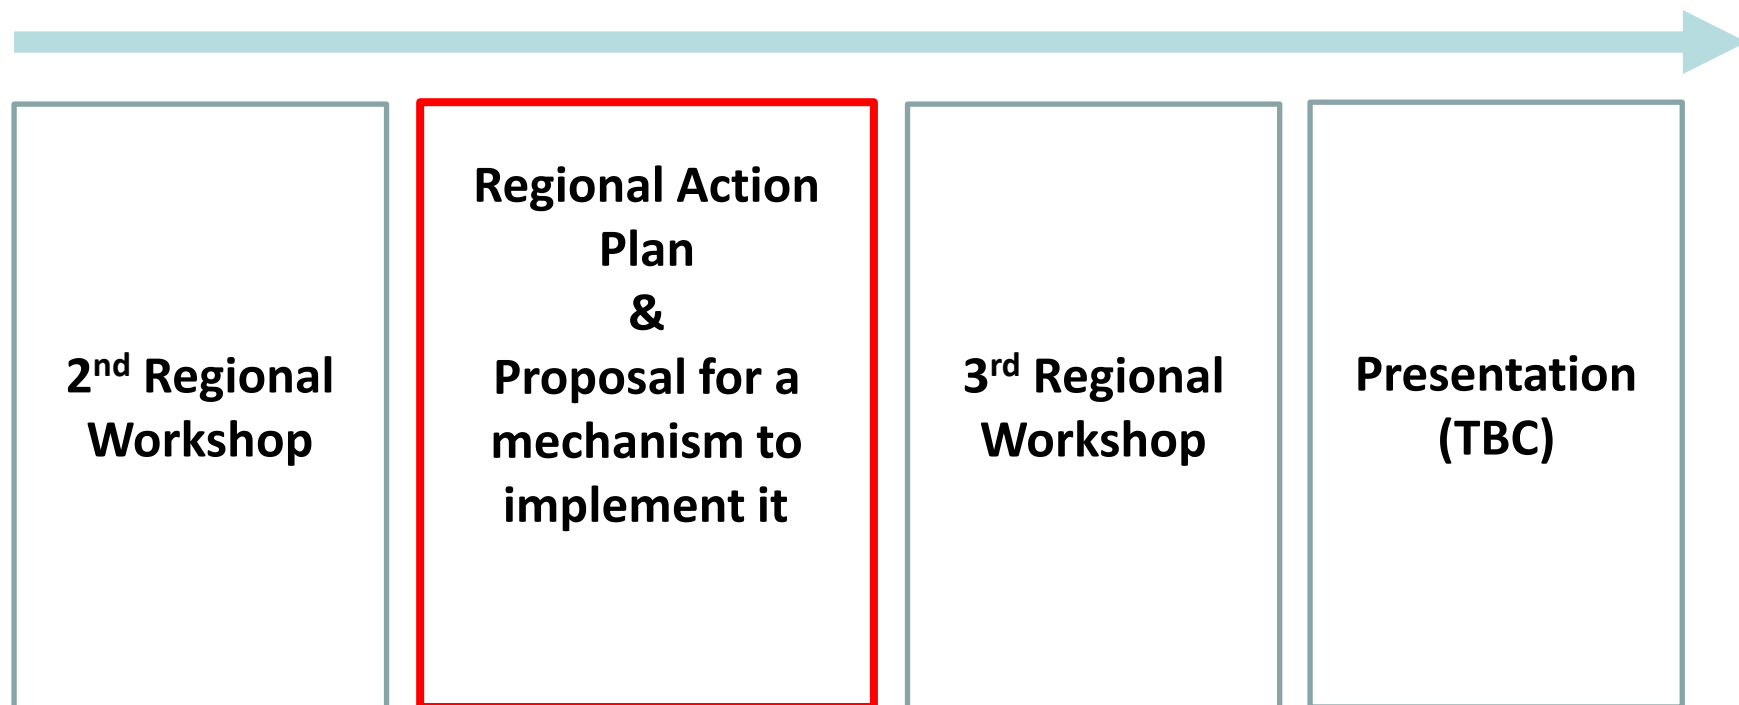 2nd Regional
Workshop
Regional Action
Plan
&
Proposal for a
mechanism to
implement it
3rd Regional
Workshop
Presentation
(TBC)